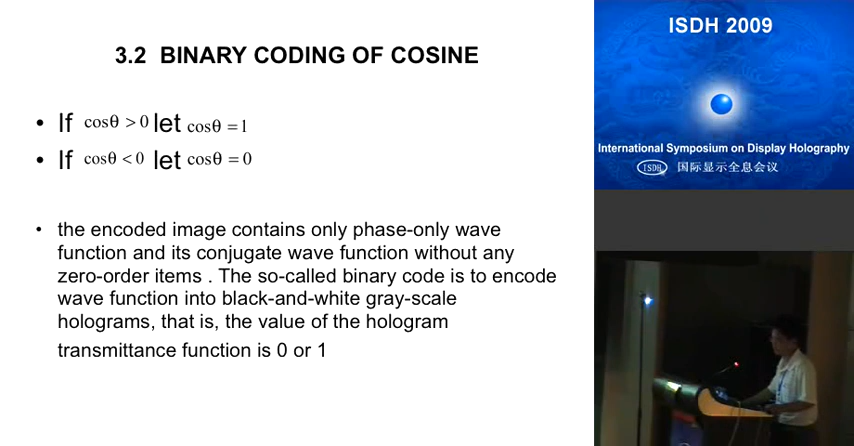 3.2 BINARY CODING OF COSINE
• If cosθ > 0 let cosθ = 1
• If cosθ < 0 let cosθ = 0
• the encoded image contains only phase-only wave
function and its conjugate wave function without any
zero-order items . The so-called binary code is to encode
wave function into black-and-white gray-scale
holograms, that is, the value of the hologram
transmittance function is 0 or 1
ISDH 2009
International Symposium on Display Holography
ISDH 国际显示全息会议